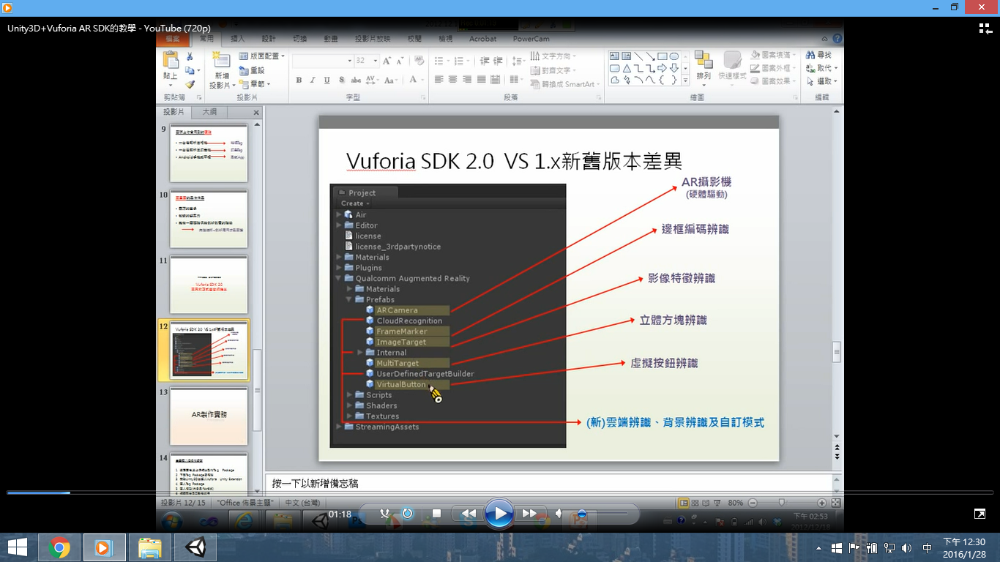 Unity3D+Vuforia AR SDK的教學 - YouTube (720p)
檔案 常用 插入 設計 切換 動畫 投影片放映 校閱 檢視 Acrobat PowerCam
32
貼上
新增
投影片
版面配置
重設
章節
B I U S abc AV Aa A
文字方向
對齊文字
轉換成 SmartArt
排列
快速樣式
圖案填滿
圖案外框
圖案效果
尋找
取代
選取
剪貼簿 投影片 字型 段落 繪圖 編輯
投影片 大綱
9
10
11
Vuforia SDK 2.0
12
Vuforia SDK 2.0 VS 1.x新舊版本差異
13
AR製作實務
14
Vuforia SDK 2.0 VS 1.x新舊版本差異
Project
Create
Air
Editor
license
license_3rdpartynotice
Materials
Plugins
Qualcomm Augmented Reality
Materials
Prefabs
ARCamera
CloudRecognition
FrameMarker
ImageTarget
Internal
MultiTarget
UserDefinedTargetBuilder
VirtualButton
Scripts
Shaders
Textures
StreamingAssets
AR攝影機
(硬體驅動)
邊框編碼辨識
影像特徵辨識
立體方塊辨識
虛擬按鈕辨識
(新)雲端辨識、背景辨識及自訂模式
按一下以新增備忘稿
投影片 12/15 "Office 佈景主題" 中文 (台灣) 80%
01:18
下午 02:53
2012/12/18
中
下午 12:30
2016/1/28